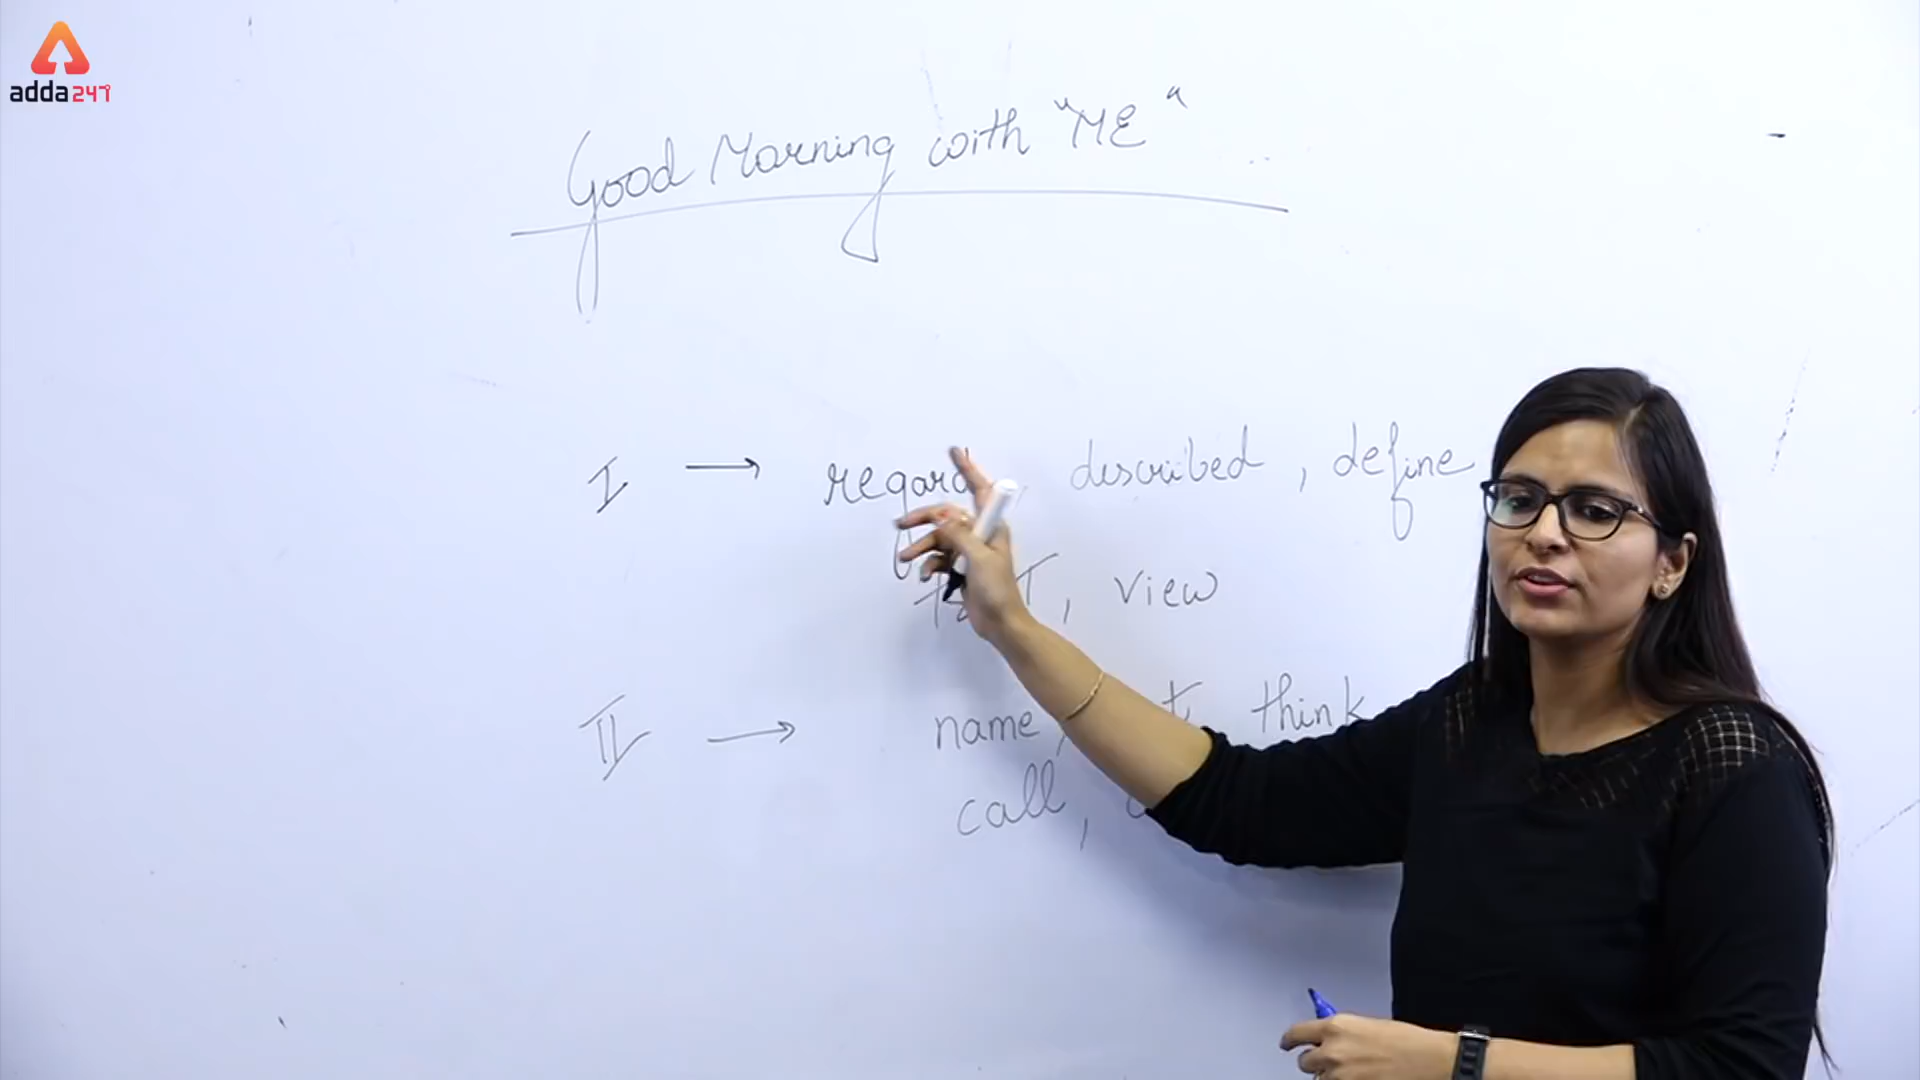 adda247
Good Morning with "ME"
I → regard, described, define
view
II → name, think
call,